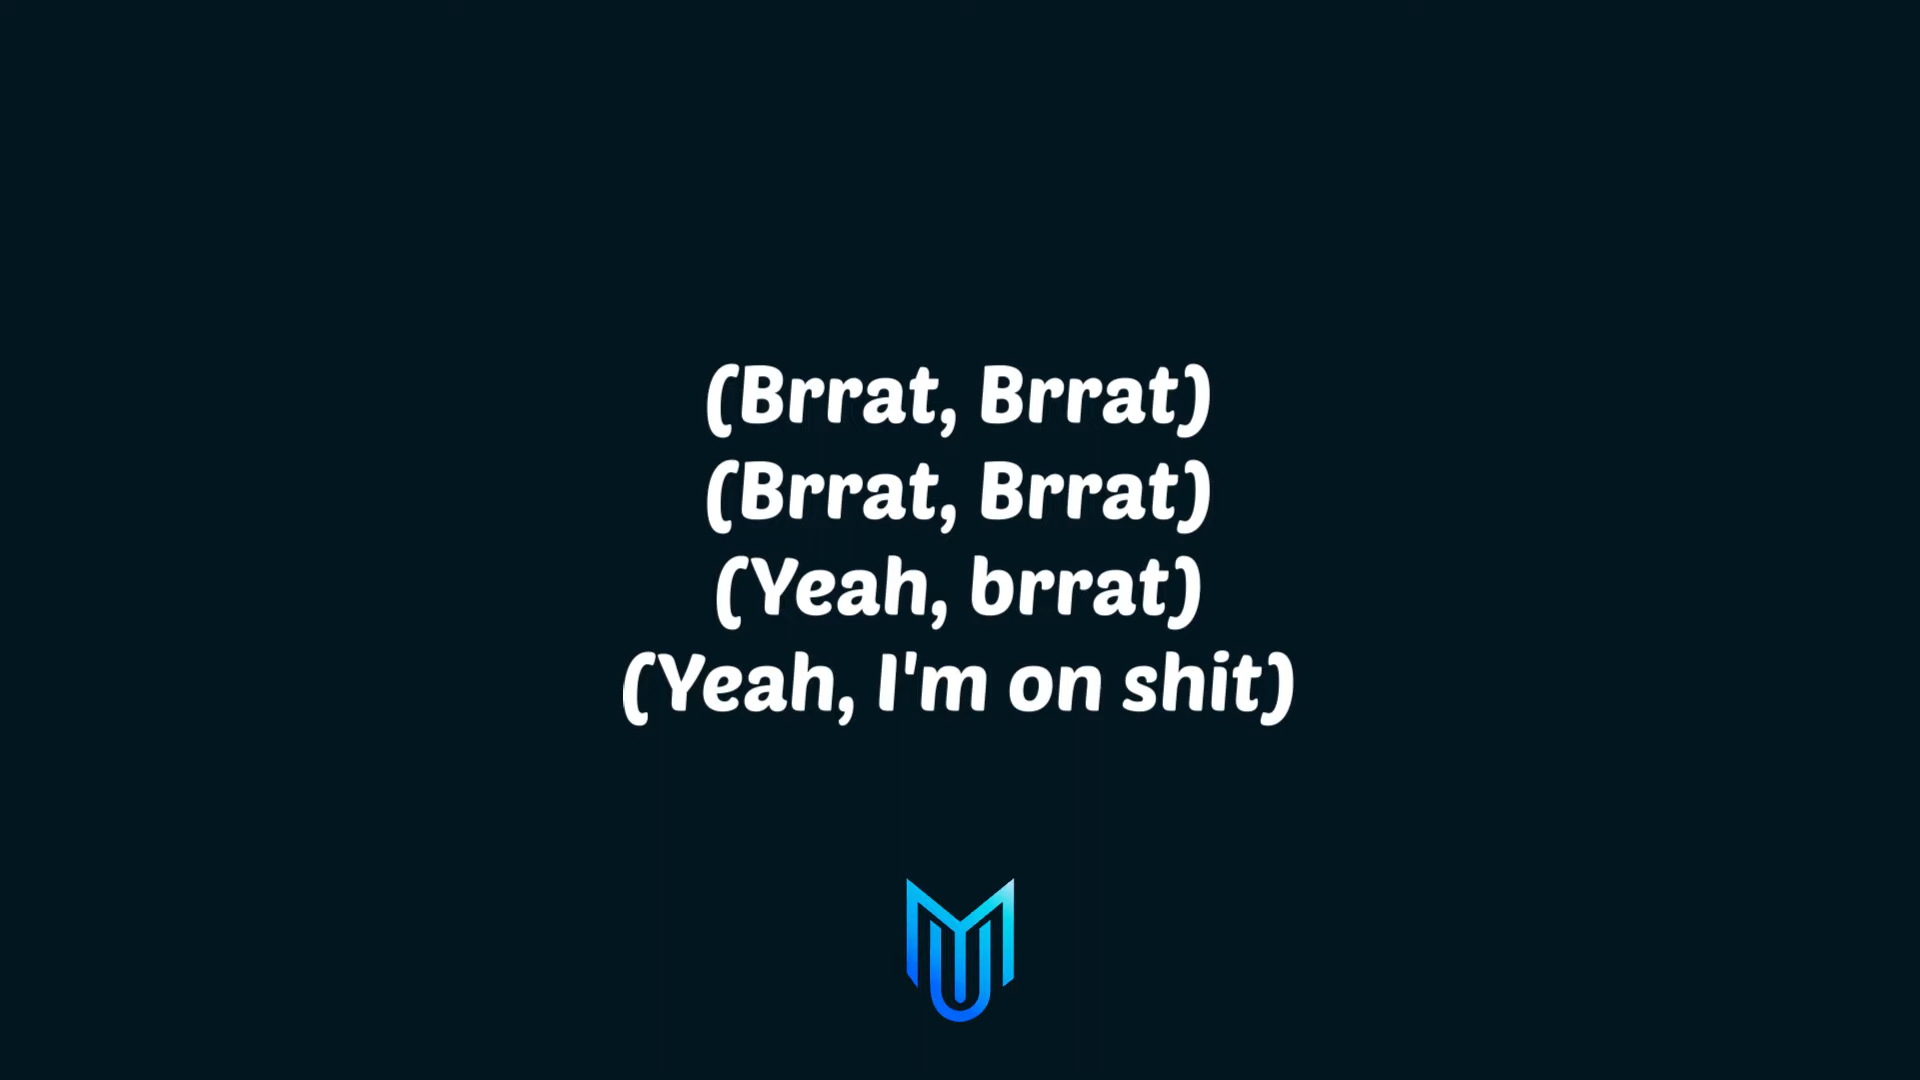 (Brrat, Brrat)
(Brrat, Brrat)
(Yeah, brrat)
(Yeah, I'm on shit)